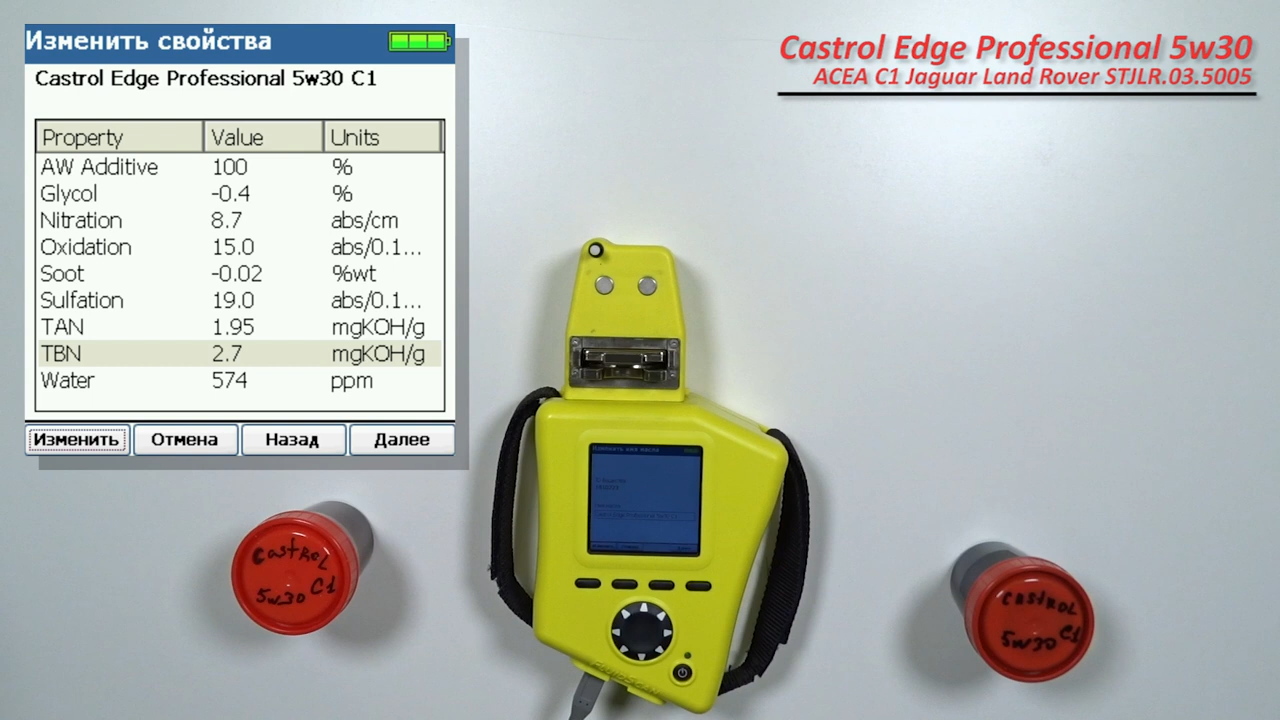 Изменить свойства
Castrol Edge Professional 5w30 C1
Property Value Units
AW Additive 100 %
Glycol -0.4 %
Nitration 8.7 abs/cm
Oxidation 15.0 abs/0.1...
Soot -0.02 %wt
Sulfation 19.0 abs/0.1...
TAN 1.95 mgKOH/g
TBN 2.7 mgKOH/g
Water 574 ppm
Изменить Отмена Назад Далее
Castrol Edge Professional 5w30
ACEA C1 Jaguar Land Rover STJLR.03.5005
Изменить имя масла
CastRoL
5w30 C1
CASTROL
5w30 C1